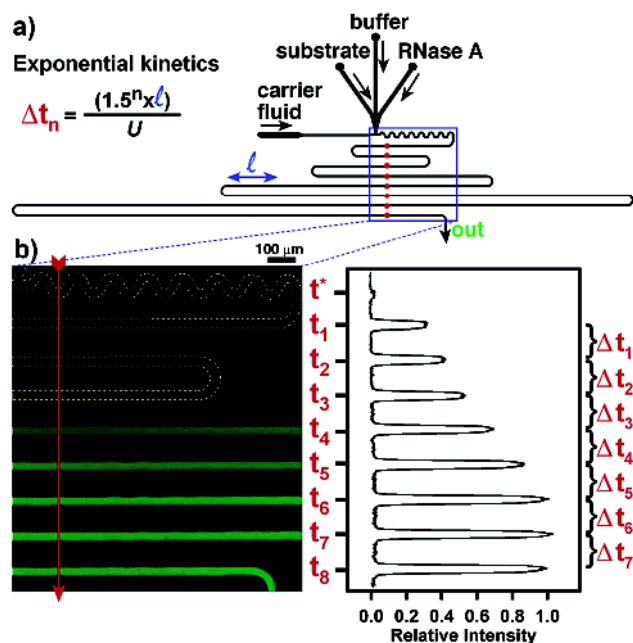 a)
buffer
substrate
RNase A
Exponential kinetics
carrier
fluid
Δtₙ = (1.5ⁿxℓ)
U
ℓ
out
b)
100 μm
t*
t₁
t₂
t₃
t₄
t₅
t₆
t₇
t₈
Δt₁
Δt₂
Δt₃
Δt₄
Δt₅
Δt₆
Δt₇
0.0 0.2 0.4 0.6 0.8 1.0
Relative Intensity